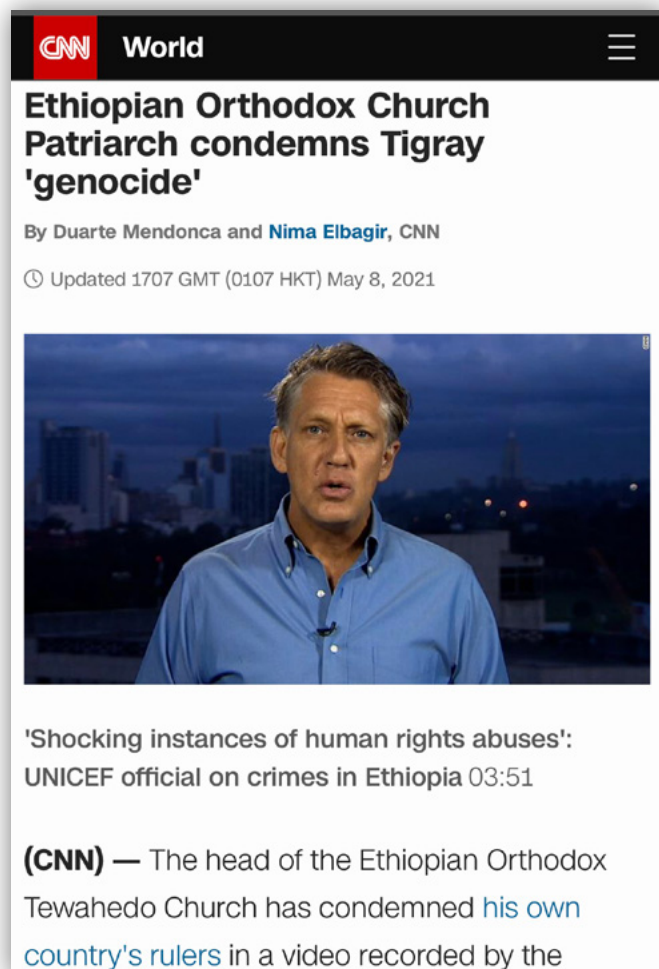 CNN World
Ethiopian Orthodox Church
Patriarch condemns Tigray
'genocide'
By Duarte Mendonca and Nima Elbagir, CNN
Updated 1707 GMT (0107 HKT) May 8, 2021
'Shocking instances of human rights abuses':
UNICEF official on crimes in Ethiopia 03:51
(CNN) — The head of the Ethiopian Orthodox
Tewahedo Church has condemned his own
country's rulers in a video recorded by the